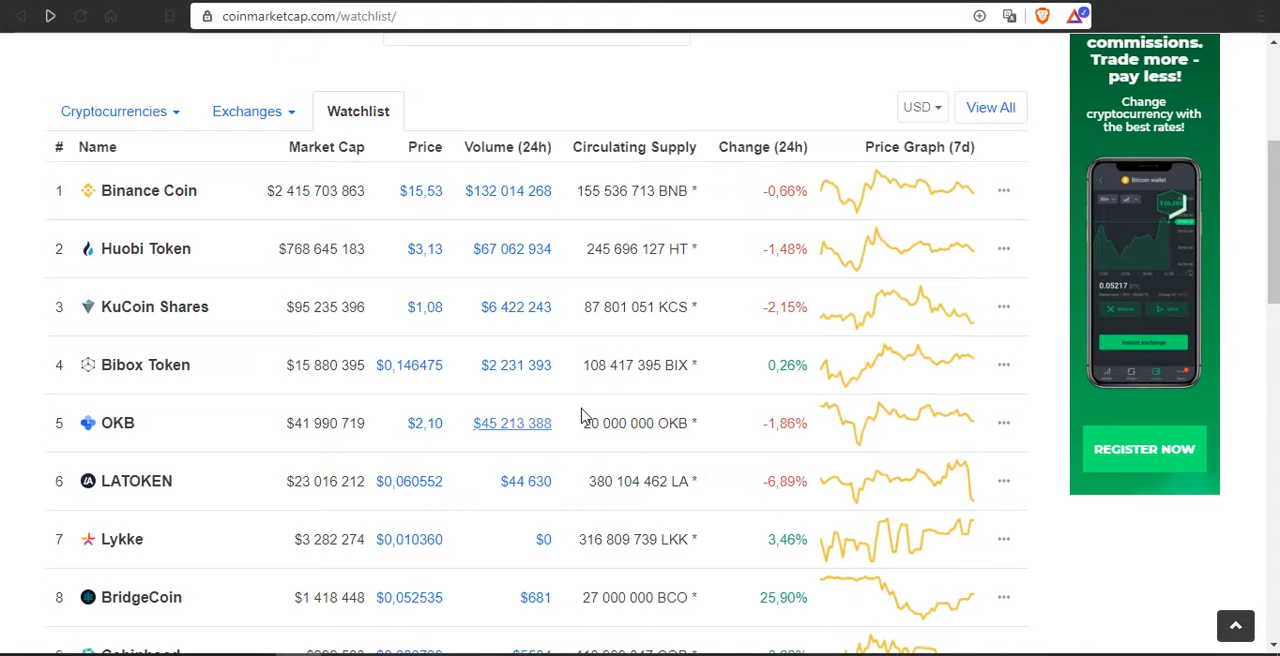 coinmarketcap.com/watchlist/
commissions.
Trade more -
pay less!
Change
cryptocurrency with
the best rates!
Bitcoin wallet
0.05217 BTC
Instant exchange
REGISTER NOW
Cryptocurrencies Exchanges Watchlist USD View All
# Name Market Cap Price Volume (24h) Circulating Supply Change (24h) Price Graph (7d)
1 Binance Coin $2 415 703 863 $15,53 $132 014 268 155 536 713 BNB * -0,66%
2 Huobi Token $768 645 183 $3,13 $67 062 934 245 696 127 HT * -1,48%
3 KuCoin Shares $95 235 396 $1,08 $6 422 243 87 801 051 KCS * -2,15%
4 Bibox Token $15 880 395 $0,146475 $2 231 393 108 417 395 BIX * 0,26%
5 OKB $41 990 719 $2,10 $45 213 388 20 000 000 OKB * -1,86%
6 LATOKEN $23 016 212 $0,060552 $44 630 380 104 462 LA * -6,89%
7 Lykke $3 282 274 $0,010360 $0 316 809 739 LKK * 3,46%
8 BridgeCoin $1 418 448 $0,052535 $681 27 000 000 BCO * 25,90%